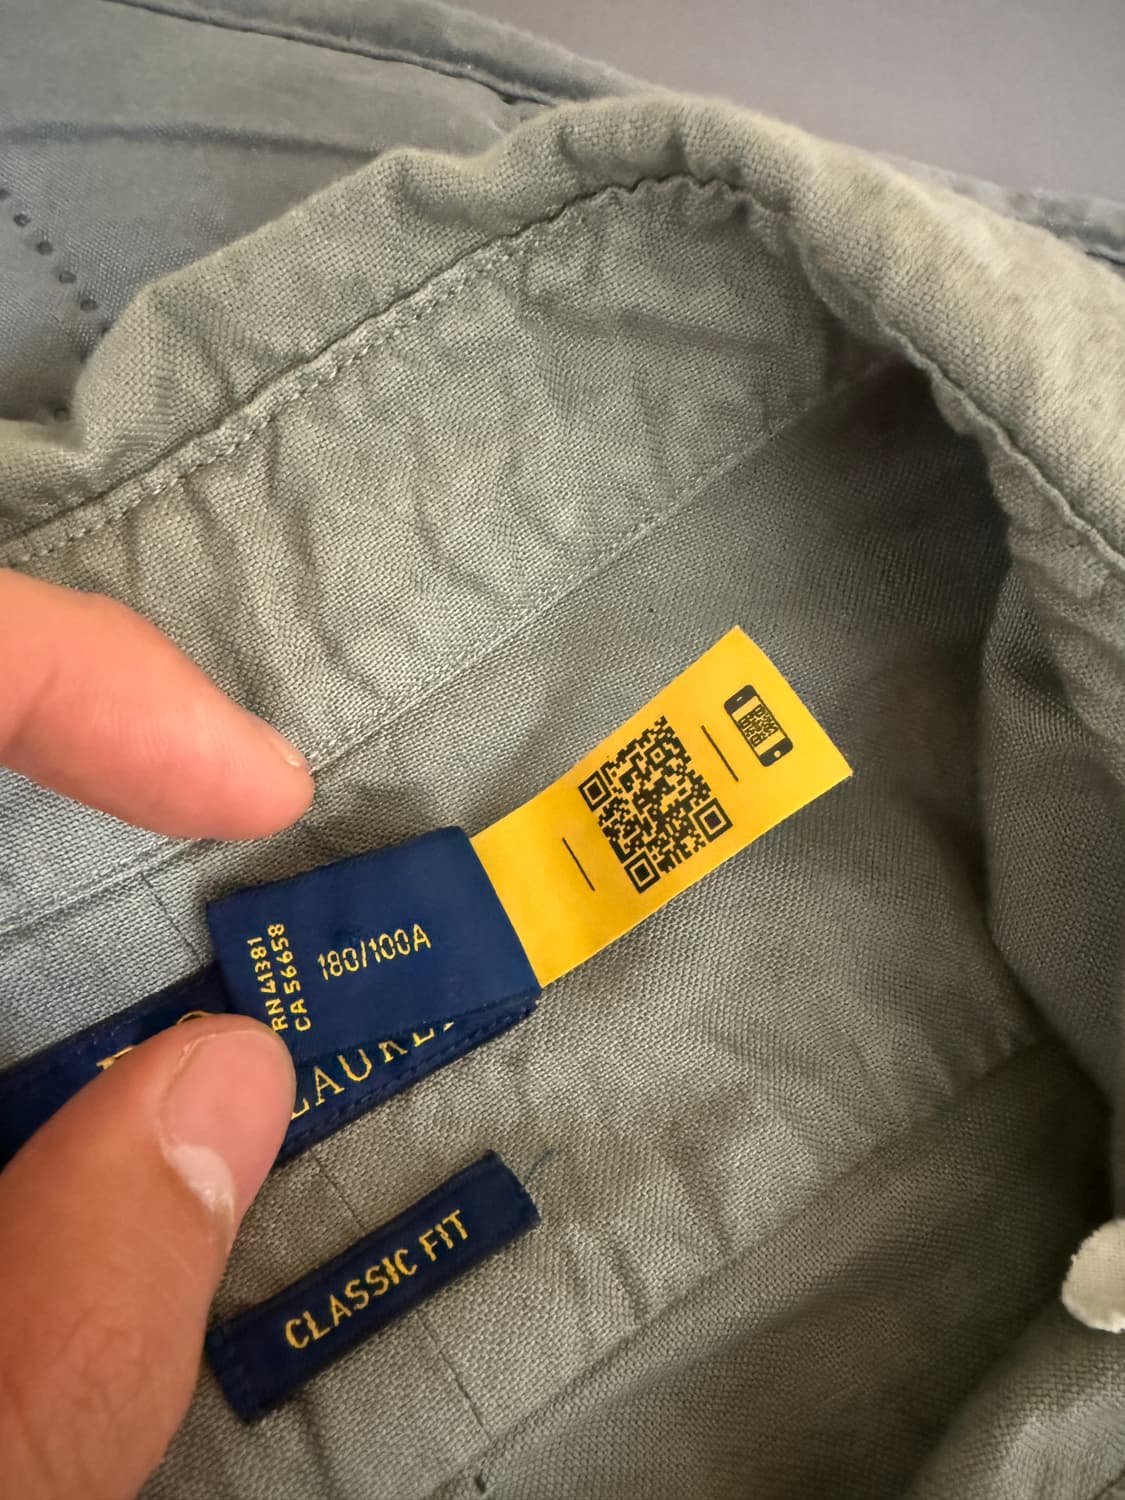 RN 41381
CA 56658
180/100A
LAUREN
CLASSIC FIT